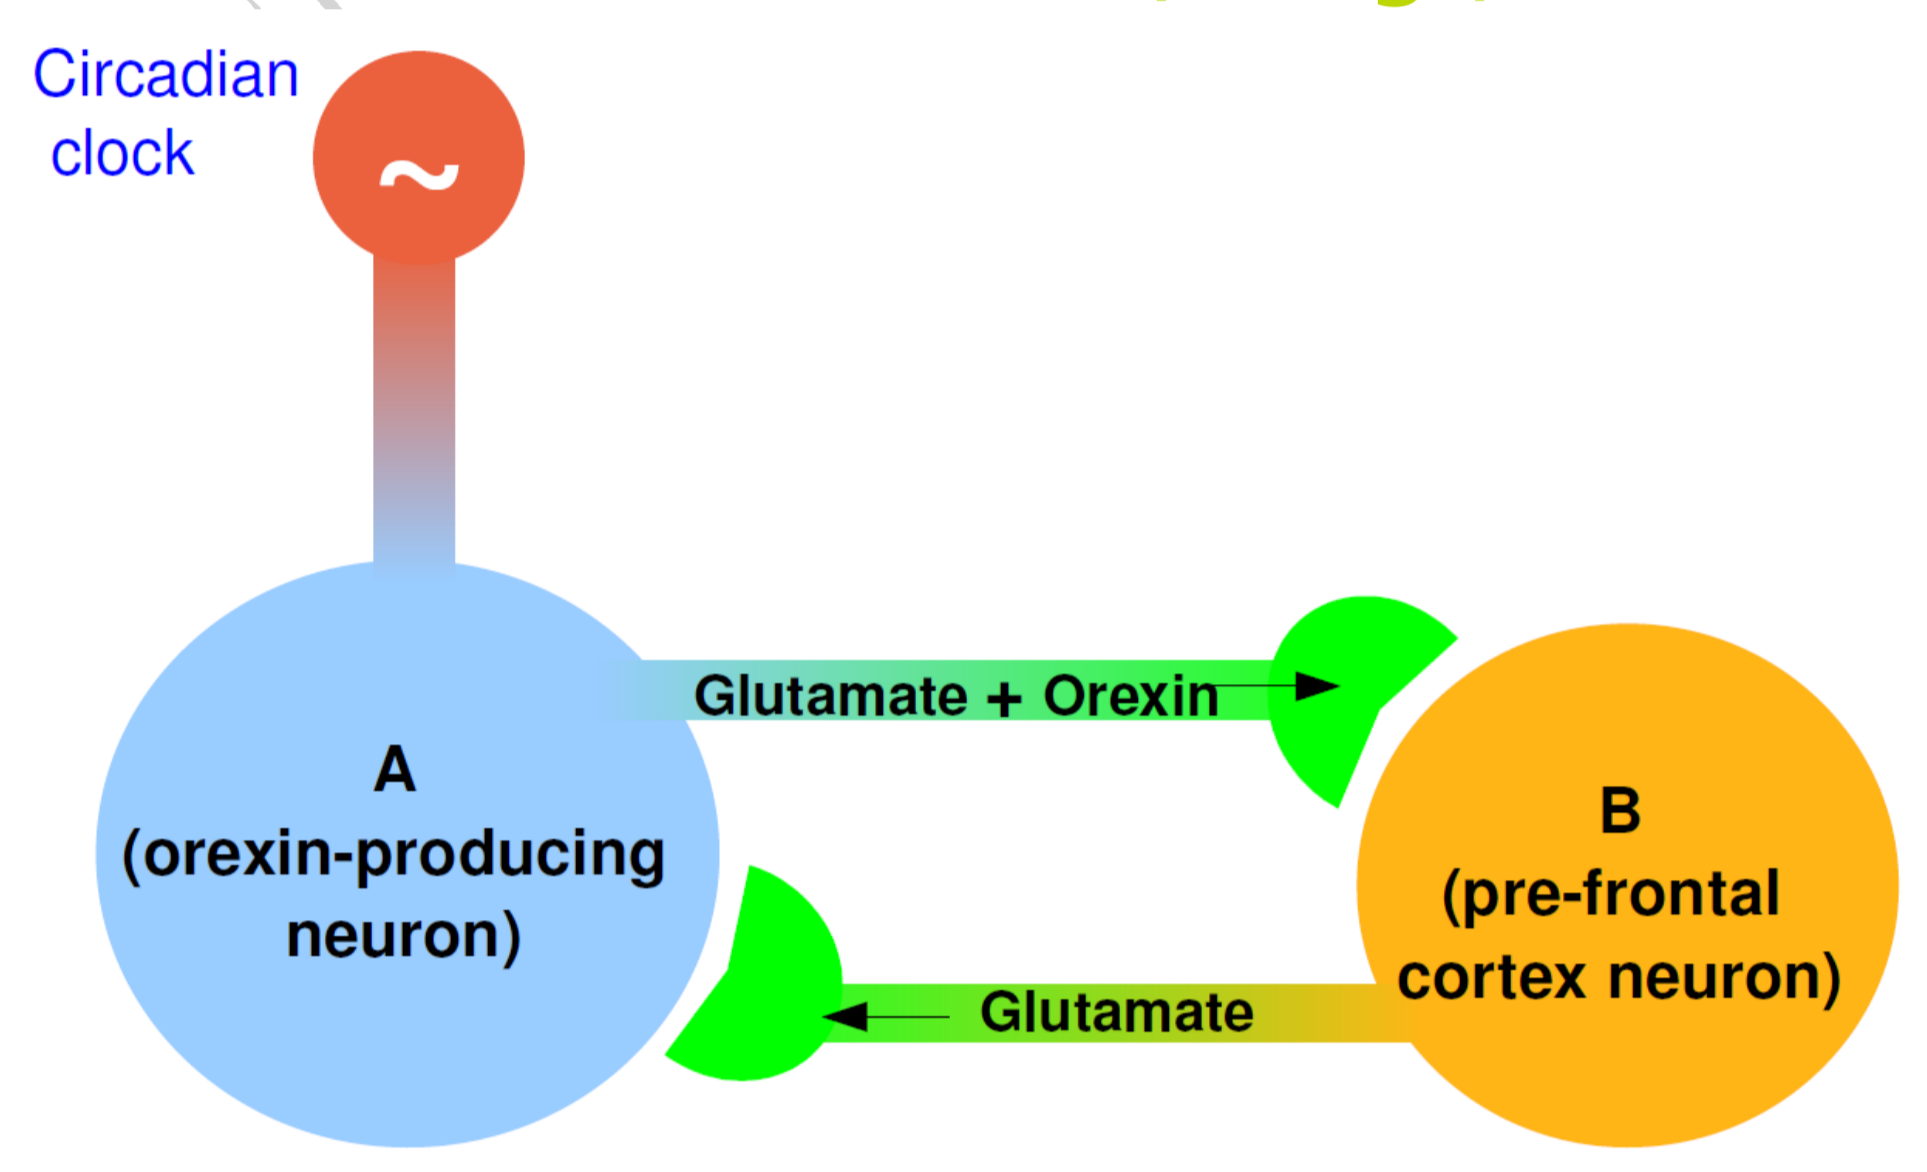 Circadian
clock
~
Glutamate + Orexin
A
(orexin-producing
neuron)
B
(pre-frontal
cortex neuron)
Glutamate